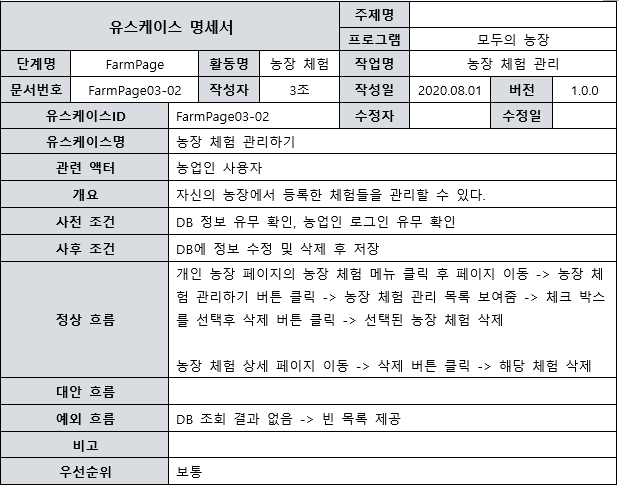 유스케이스 명세서
주제명
프로그램 모두의 농장
단계명 FarmPage 활동명 농장 체험 작업명 농장 체험 관리
문서번호 FarmPage03-02 작성자 3조 작성일 2020.08.01 버전 1.0.0
유스케이스ID FarmPage03-02 수정자 수정일
유스케이스명 농장 체험 관리하기
관련 액터 농업인 사용자
개요 자신의 농장에서 등록한 체험들을 관리할 수 있다.
사전 조건 DB 정보 유무 확인, 농업인 로그인 유무 확인
사후 조건 DB에 정보 수정 및 삭제 후 저장
정상 흐름
개인 농장 페이지의 농장 체험 메뉴 클릭 후 페이지 이동 -> 농장 체
험 관리하기 버튼 클릭 -> 농장 체험 관리 목록 보여줌 -> 체크 박스
를 선택후 삭제 버튼 클릭 -> 선택된 농장 체험 삭제
농장 체험 상세 페이지 이동 -> 삭제 버튼 클릭 -> 해당 체험 삭제
대안 흐름
예외 흐름 DB 조회 결과 없음 -> 빈 목록 제공
비고
우선순위 보통